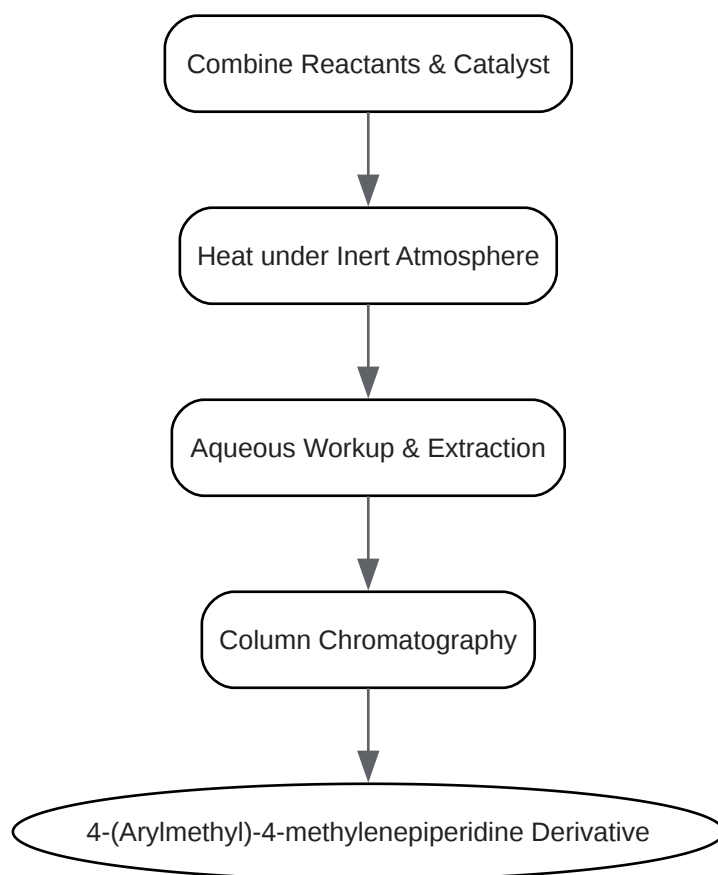 Combine Reactants & Catalyst
Heat under Inert Atmosphere
Aqueous Workup & Extraction
Column Chromatography
4-(Arylmethyl)-4-methylenepiperidine Derivative